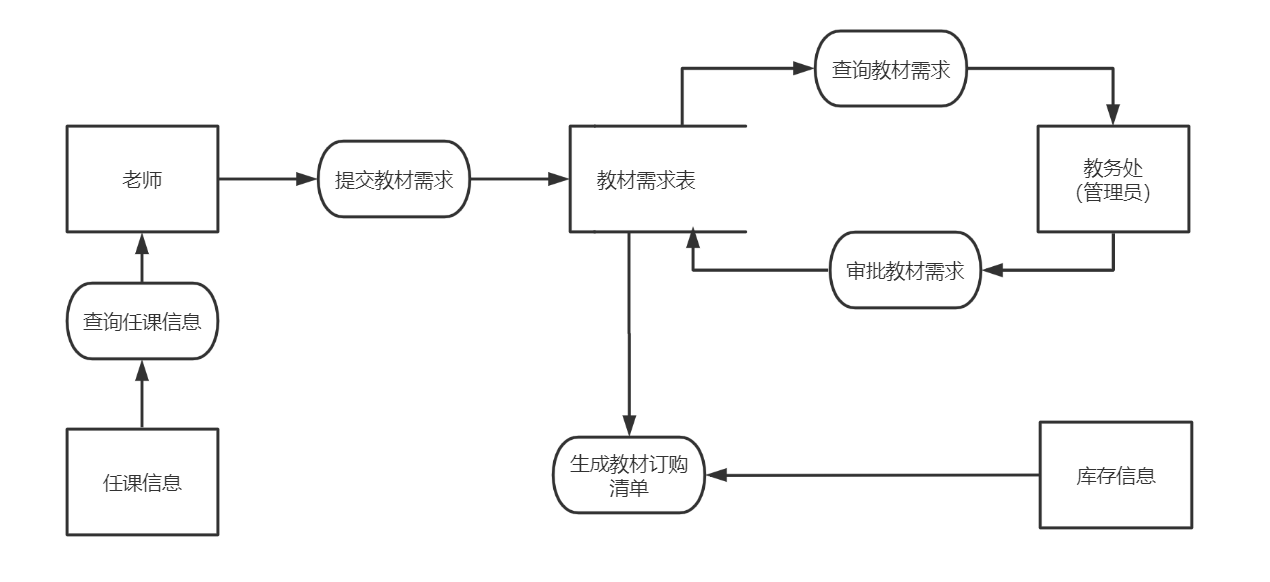 查询教材需求
老师
提交教材需求
教材需求表
教务处
（管理员）
审批教材需求
查询任课信息
任课信息
生成教材订购
清单
库存信息